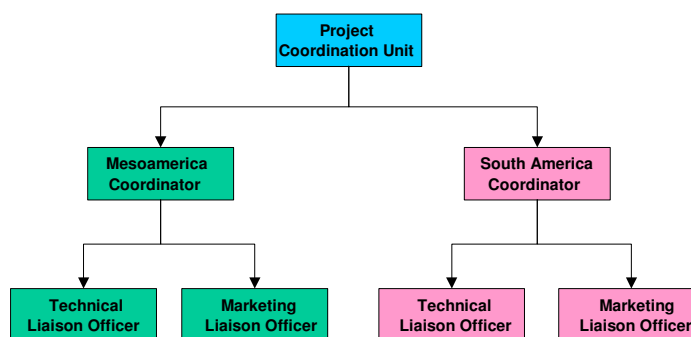 Project
Coordination Unit
Mesoamerica
Coordinator
South America
Coordinator
Technical
Liaison Officer
Marketing
Liaison Officer
Technical
Liaison Officer
Marketing
Liaison Officer